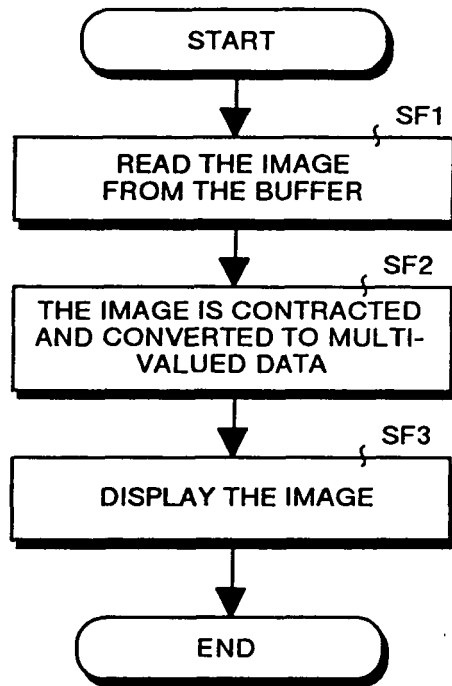 START
SF1
READ THE IMAGE
FROM THE BUFFER
SF2
THE IMAGE IS CONTRACTED
AND CONVERTED TO MULTI-
VALUED DATA
SF3
DISPLAY THE IMAGE
END